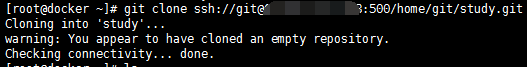 [root@docker ~]# git clone ssh://git@ 3:500/home/git/study.git
Cloning into 'study'...
warning: You appear to have cloned an empty repository.
Checking connectivity... done.